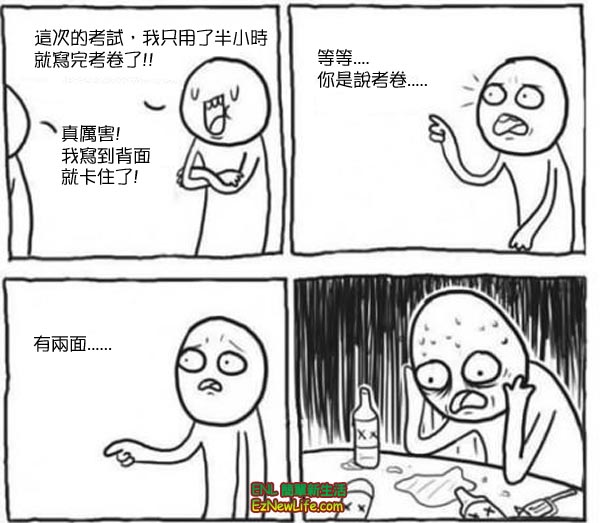 這次的考試，我只用了半小時
就寫完考卷了!!
真厲害!
我寫到背面
就卡住了!
等等....
你是說考卷.....
有兩面......
XX
ENL 簡單新生活
EzNewLife.Com